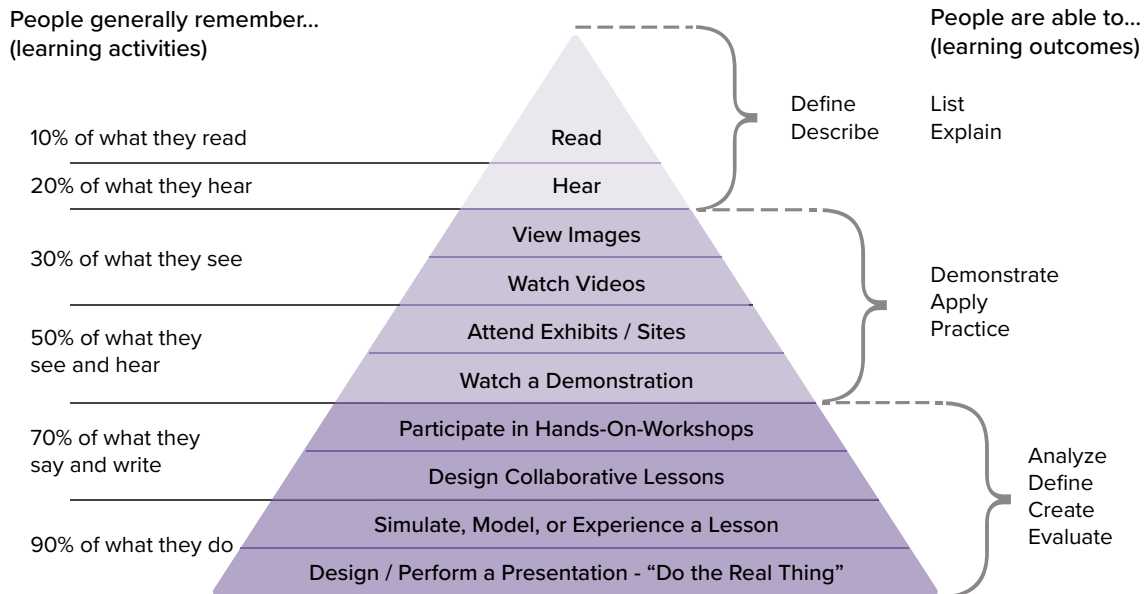 People generally remember...
(learning activities)
People are able to...
(learning outcomes)
10% of what they read
20% of what they hear
30% of what they see
50% of what they
see and hear
70% of what they
say and write
90% of what they do
Read
Hear
View Images
Watch Videos
Attend Exhibits / Sites
Watch a Demonstration
Participate in Hands-On-Workshops
Design Collaborative Lessons
Simulate, Model, or Experience a Lesson
Design / Perform a Presentation - “Do the Real Thing”
Define
Describe
List
Explain
Demonstrate
Apply
Practice
Analyze
Define
Create
Evaluate